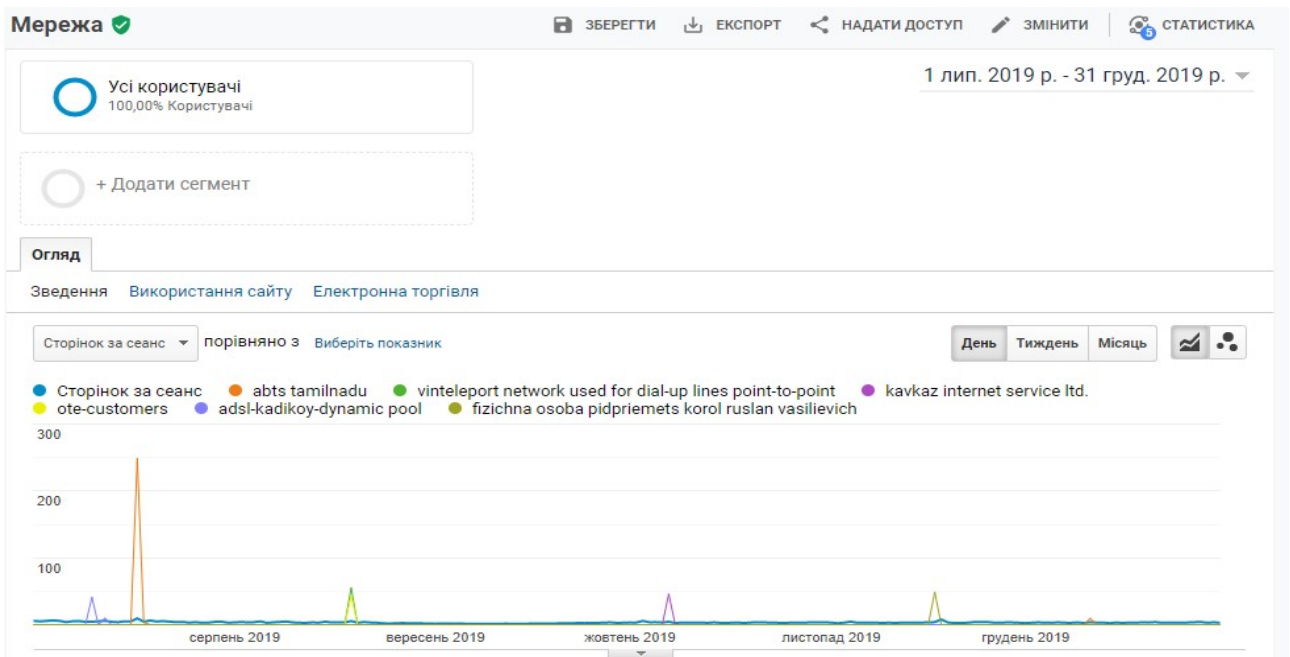 Мережа
ЗБЕРЕГТИ ЕКСПОРТ НАДАТИ ДОСТУП ЗМІНИТИ 5 СТАТИСТИКА
Усі користувачі
100,00% Користувачі
1 лип. 2019 р. - 31 груд. 2019 р.
+ Додати сегмент
Огляд
Зведення Використання сайту Електронна торгівля
Сторінок за сеанс порівняно з Виберіть показник День Тиждень Місяць
Сторінок за сеанс abts tamilnadu vinteleport network used for dial-up lines point-to-point kavkaz internet service ltd.
ote-customers adsl-kadikoy-dynamic pool fizichna osoba pidpriemets korol ruslan vasilievich
300
200
100
серпень 2019 вересень 2019 жовтень 2019 листопад 2019 грудень 2019